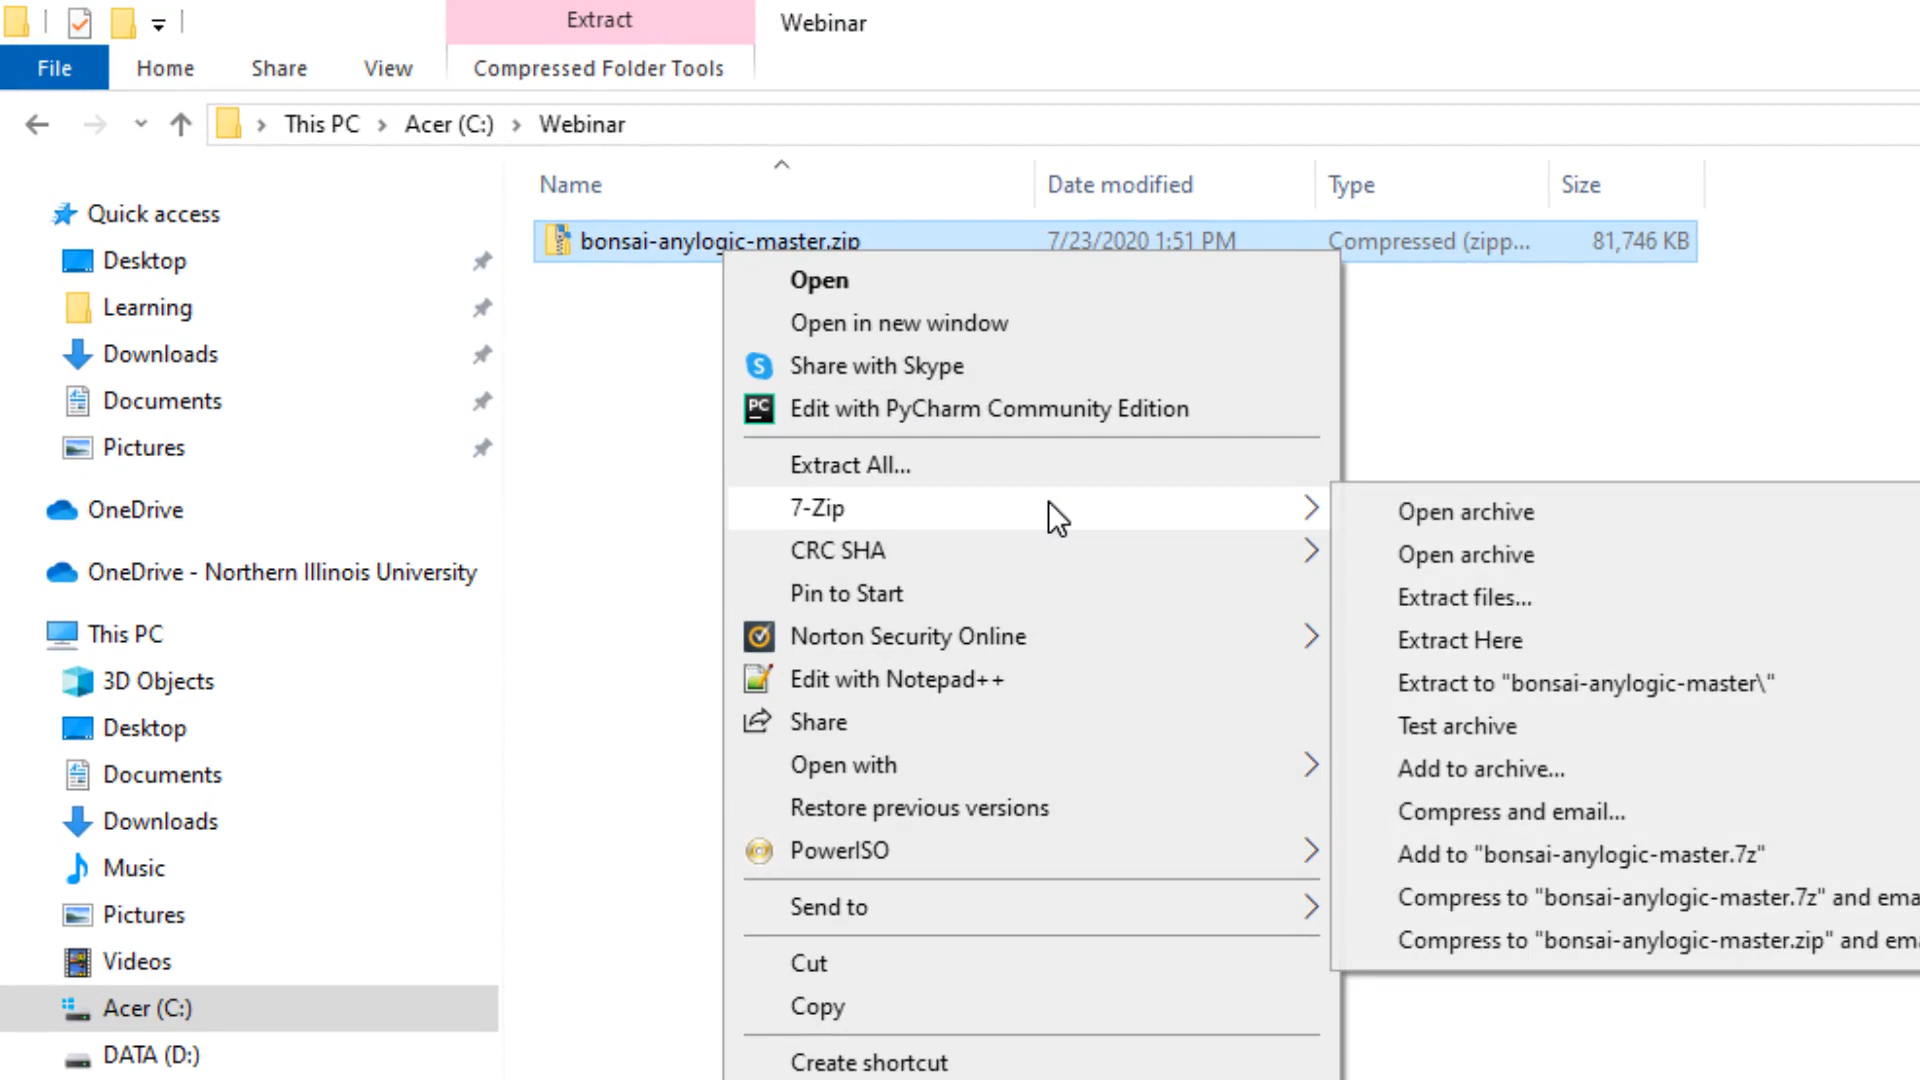 Extract
Webinar
File
Home
Share
View
Compressed Folder Tools
This PC
Acer (C:)
Webinar
Name
Date modified
Type
Size
bonsai-anylogic-master.zip
7/23/2020 1:51 PM
Compressed (zipp...
81,746 KB
Quick access
Desktop
Learning
Downloads
Documents
Pictures
OneDrive
OneDrive - Northern Illinois University
This PC
3D Objects
Desktop
Documents
Downloads
Music
Pictures
Videos
Acer (C:)
DATA (D:)
Open
Open in new window
Share with Skype
Edit with PyCharm Community Edition
Extract All...
7-Zip
CRC SHA
Pin to Start
Norton Security Online
Edit with Notepad++
Share
Open with
Restore previous versions
PowerISO
Send to
Cut
Copy
Create shortcut
Open archive
Open archive
Extract files...
Extract Here
Extract to "bonsai-anylogic-master\"
Test archive
Add to archive...
Compress and email...
Add to "bonsai-anylogic-master.7z"
Compress to "bonsai-anylogic-master.7z" and ema
Compress to "bonsai-anylogic-master.zip" and em